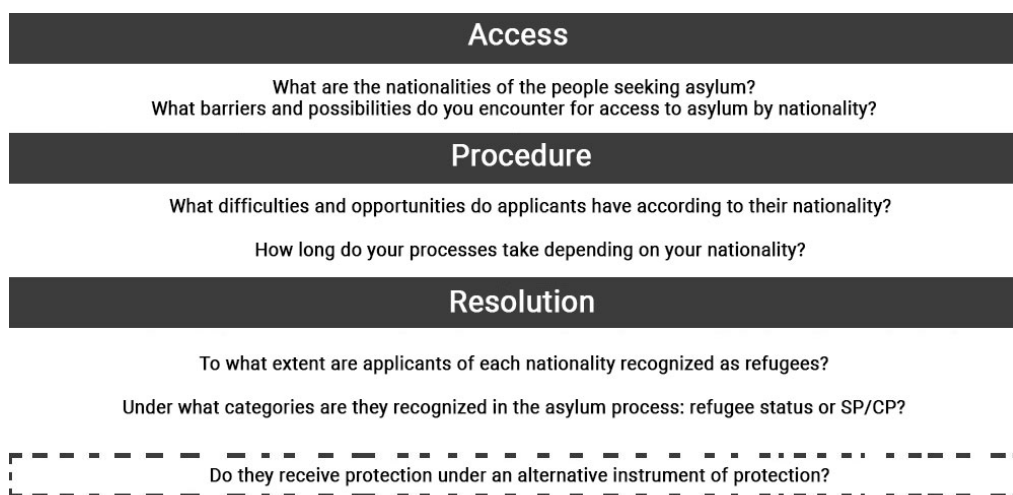 Access
What are the nationalities of the people seeking asylum?
What barriers and possibilities do you encounter for access to asylum by nationality?
Procedure
What difficulties and opportunities do applicants have according to their nationality?
How long do your processes take depending on your nationality?
Resolution
To what extent are applicants of each nationality recognized as refugees?
Under what categories are they recognized in the asylum process: refugee status or SP/CP?
Do they receive protection under an alternative instrument of protection?